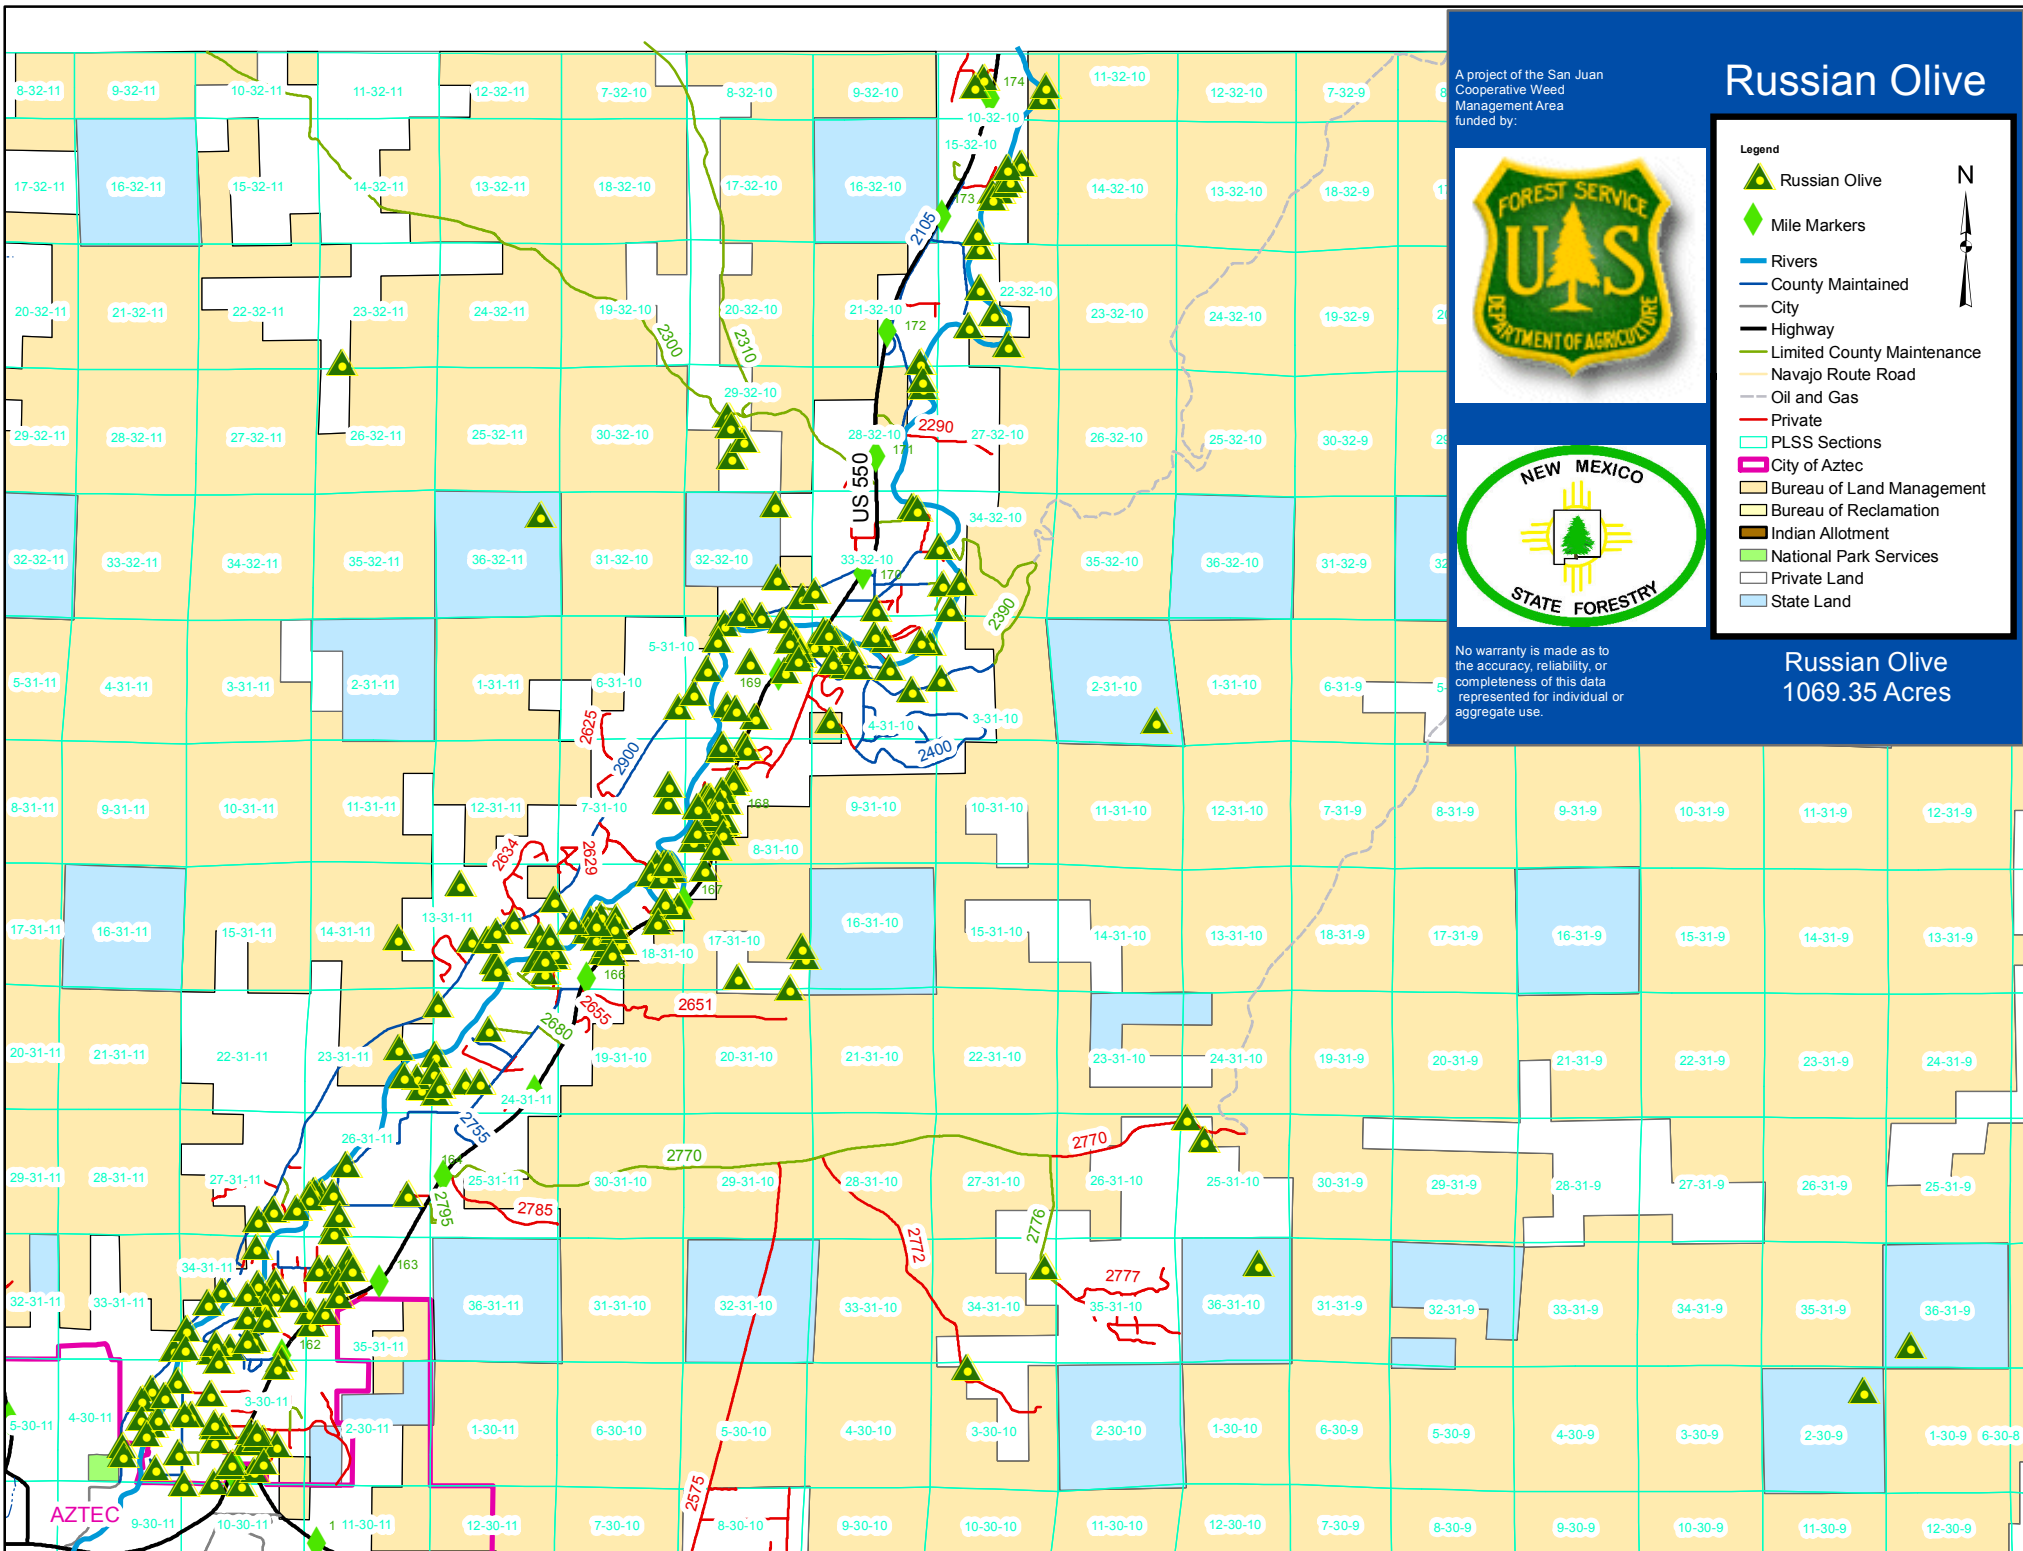 A project of the San Juan
Cooperative Weed
Management Area
funded by:
Russian Olive
FOREST SERVICE
U S
DEPARTMENT OF AGRICULTURE
NEW MEXICO
STATE FORESTRY
No warranty is made as to
the accuracy, reliability, or
completeness of this data
represented for individual or
aggregate use.
Legend
N
Russian Olive
Mile Markers
Rivers
County Maintained
City
Highway
Limited County Maintenance
Navajo Route Road
Oil and Gas
Private
PLSS Sections
City of Aztec
Bureau of Land Management
Bureau of Reclamation
Indian Allotment
National Park Services
Private Land
State Land
Russian Olive
1069.35 Acres
8-32-11 9-32-11 10-32-11 11-32-11 12-32-11 7-32-10 8-32-10 9-32-10 174 11-32-10 12-32-10 7-32-9
10-32-10
15-32-10
17-32-11 16-32-11 15-32-11 14-32-11 13-32-11 18-32-10 17-32-10 16-32-10 173 14-32-10 13-32-10 18-32-9
2105
20-32-11 21-32-11 22-32-11 23-32-11 24-32-11 19-32-10 20-32-10 21-32-10 22-32-10 23-32-10 24-32-10 19-32-9
172
2300 2310
29-32-10
29-32-11 28-32-11 27-32-11 26-32-11 25-32-11 30-32-10 28-32-10 2290 27-32-10 26-32-10 25-32-10 30-32-9
171
US 550
34-32-10
32-32-11 33-32-11 34-32-11 35-32-11 36-32-11 31-32-10 32-32-10 33-32-10 35-32-10 36-32-10 31-32-9
170
2390
5-31-10
5-31-11 4-31-11 3-31-11 2-31-11 1-31-11 6-31-10 169 2-31-10 1-31-10 6-31-9
2625 4-31-10 3-31-10
2900 2400
8-31-11 9-31-11 10-31-11 11-31-11 12-31-11 7-31-10 168 9-31-10 10-31-10 11-31-10 12-31-10 7-31-9 8-31-9 9-31-9 10-31-9 11-31-9 12-31-9
2634 2629 8-31-10
167
13-31-11
17-31-11 16-31-11 15-31-11 14-31-11 18-31-10 17-31-10 16-31-10 15-31-10 14-31-10 13-31-10 18-31-9 17-31-9 16-31-9 15-31-9 14-31-9 13-31-9
166
2655 2651
2680
20-31-11 21-31-11 22-31-11 23-31-11 19-31-10 20-31-10 21-31-10 22-31-10 23-31-10 24-31-10 19-31-9 20-31-9 21-31-9 22-31-9 23-31-9 24-31-9
24-31-11
2755
26-31-11 2770 2770
29-31-11 28-31-11 27-31-11 25-31-11 30-31-10 29-31-10 28-31-10 27-31-10 26-31-10 25-31-10 30-31-9 29-31-9 28-31-9 27-31-9 26-31-9 25-31-9
2795 2785 2772 2776
34-31-11 163 2777
32-31-11 33-31-11 36-31-11 31-31-10 32-31-10 33-31-10 34-31-10 35-31-10 36-31-10 31-31-9 32-31-9 33-31-9 34-31-9 35-31-9 36-31-9
162 35-31-11
5-30-11 4-30-11 3-30-11 2-30-11 1-30-11 6-30-10 5-30-10 4-30-10 3-30-10 2-30-10 1-30-10 6-30-9 5-30-9 4-30-9 3-30-9 2-30-9 1-30-9 6-30-8
2575
AZTEC
9-30-11 10-30-11 1 11-30-11 12-30-11 7-30-10 8-30-10 9-30-10 10-30-10 11-30-10 12-30-10 7-30-9 8-30-9 9-30-9 10-30-9 11-30-9 12-30-9